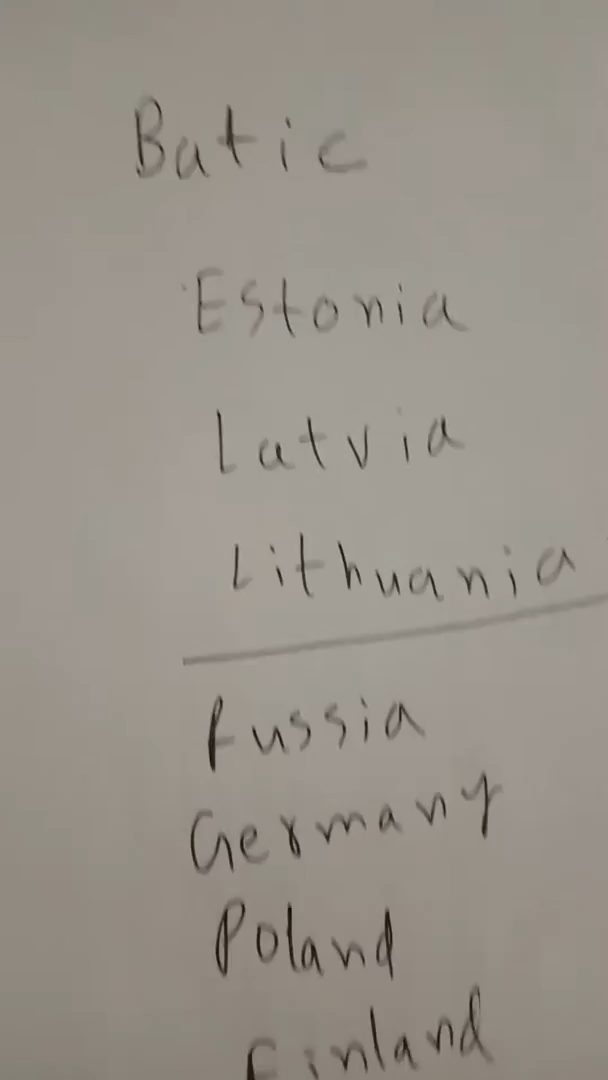 Batic
Estonia
Latvia
Lithuania
Russia
Germany
Poland
Finland